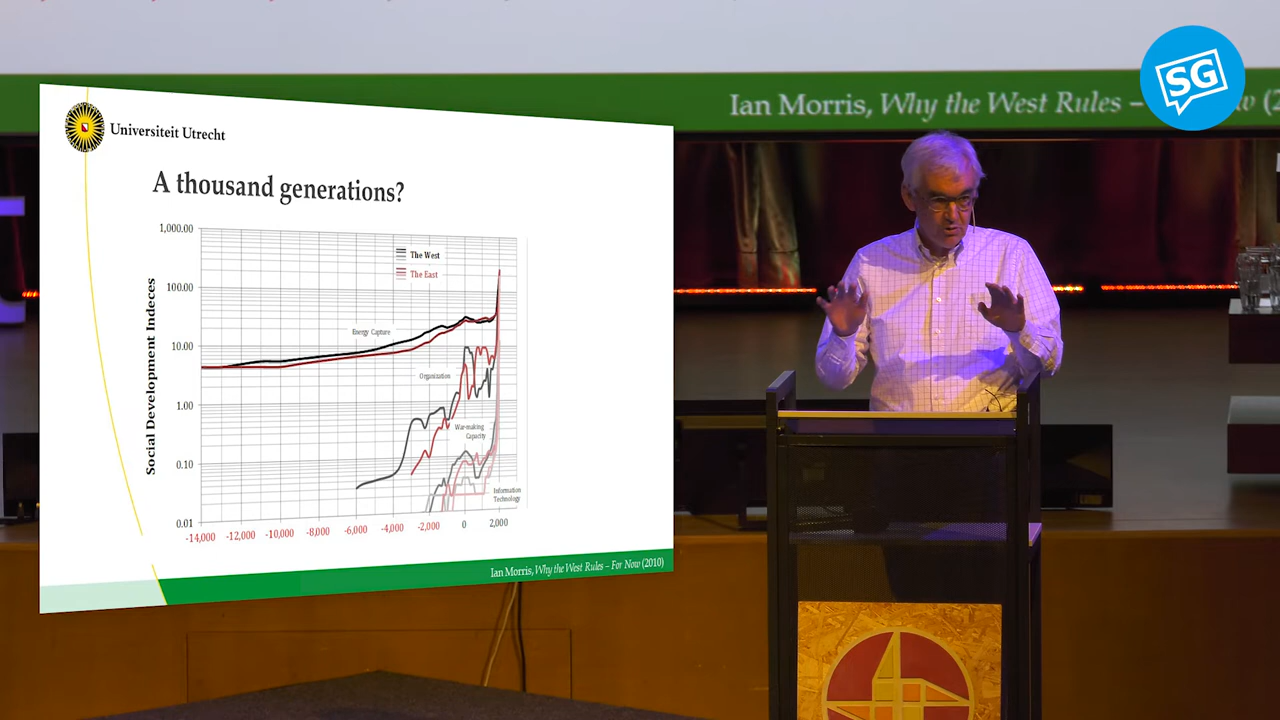 SG
Ian Morris, Why the West Rules –
Universiteit Utrecht
A thousand generations?
Social Development Indeces
1,000.00
100.00
10.00
1.00
0.10
0.01
The West
The East
Energy Capture
Organization
War-making
Capacity
Information
Technology
-14,000 -12,000 -10,000 -8,000 -6,000 -4,000 -2,000 0 2,000
Ian Morris, Why the West Rules – For Now (2010)